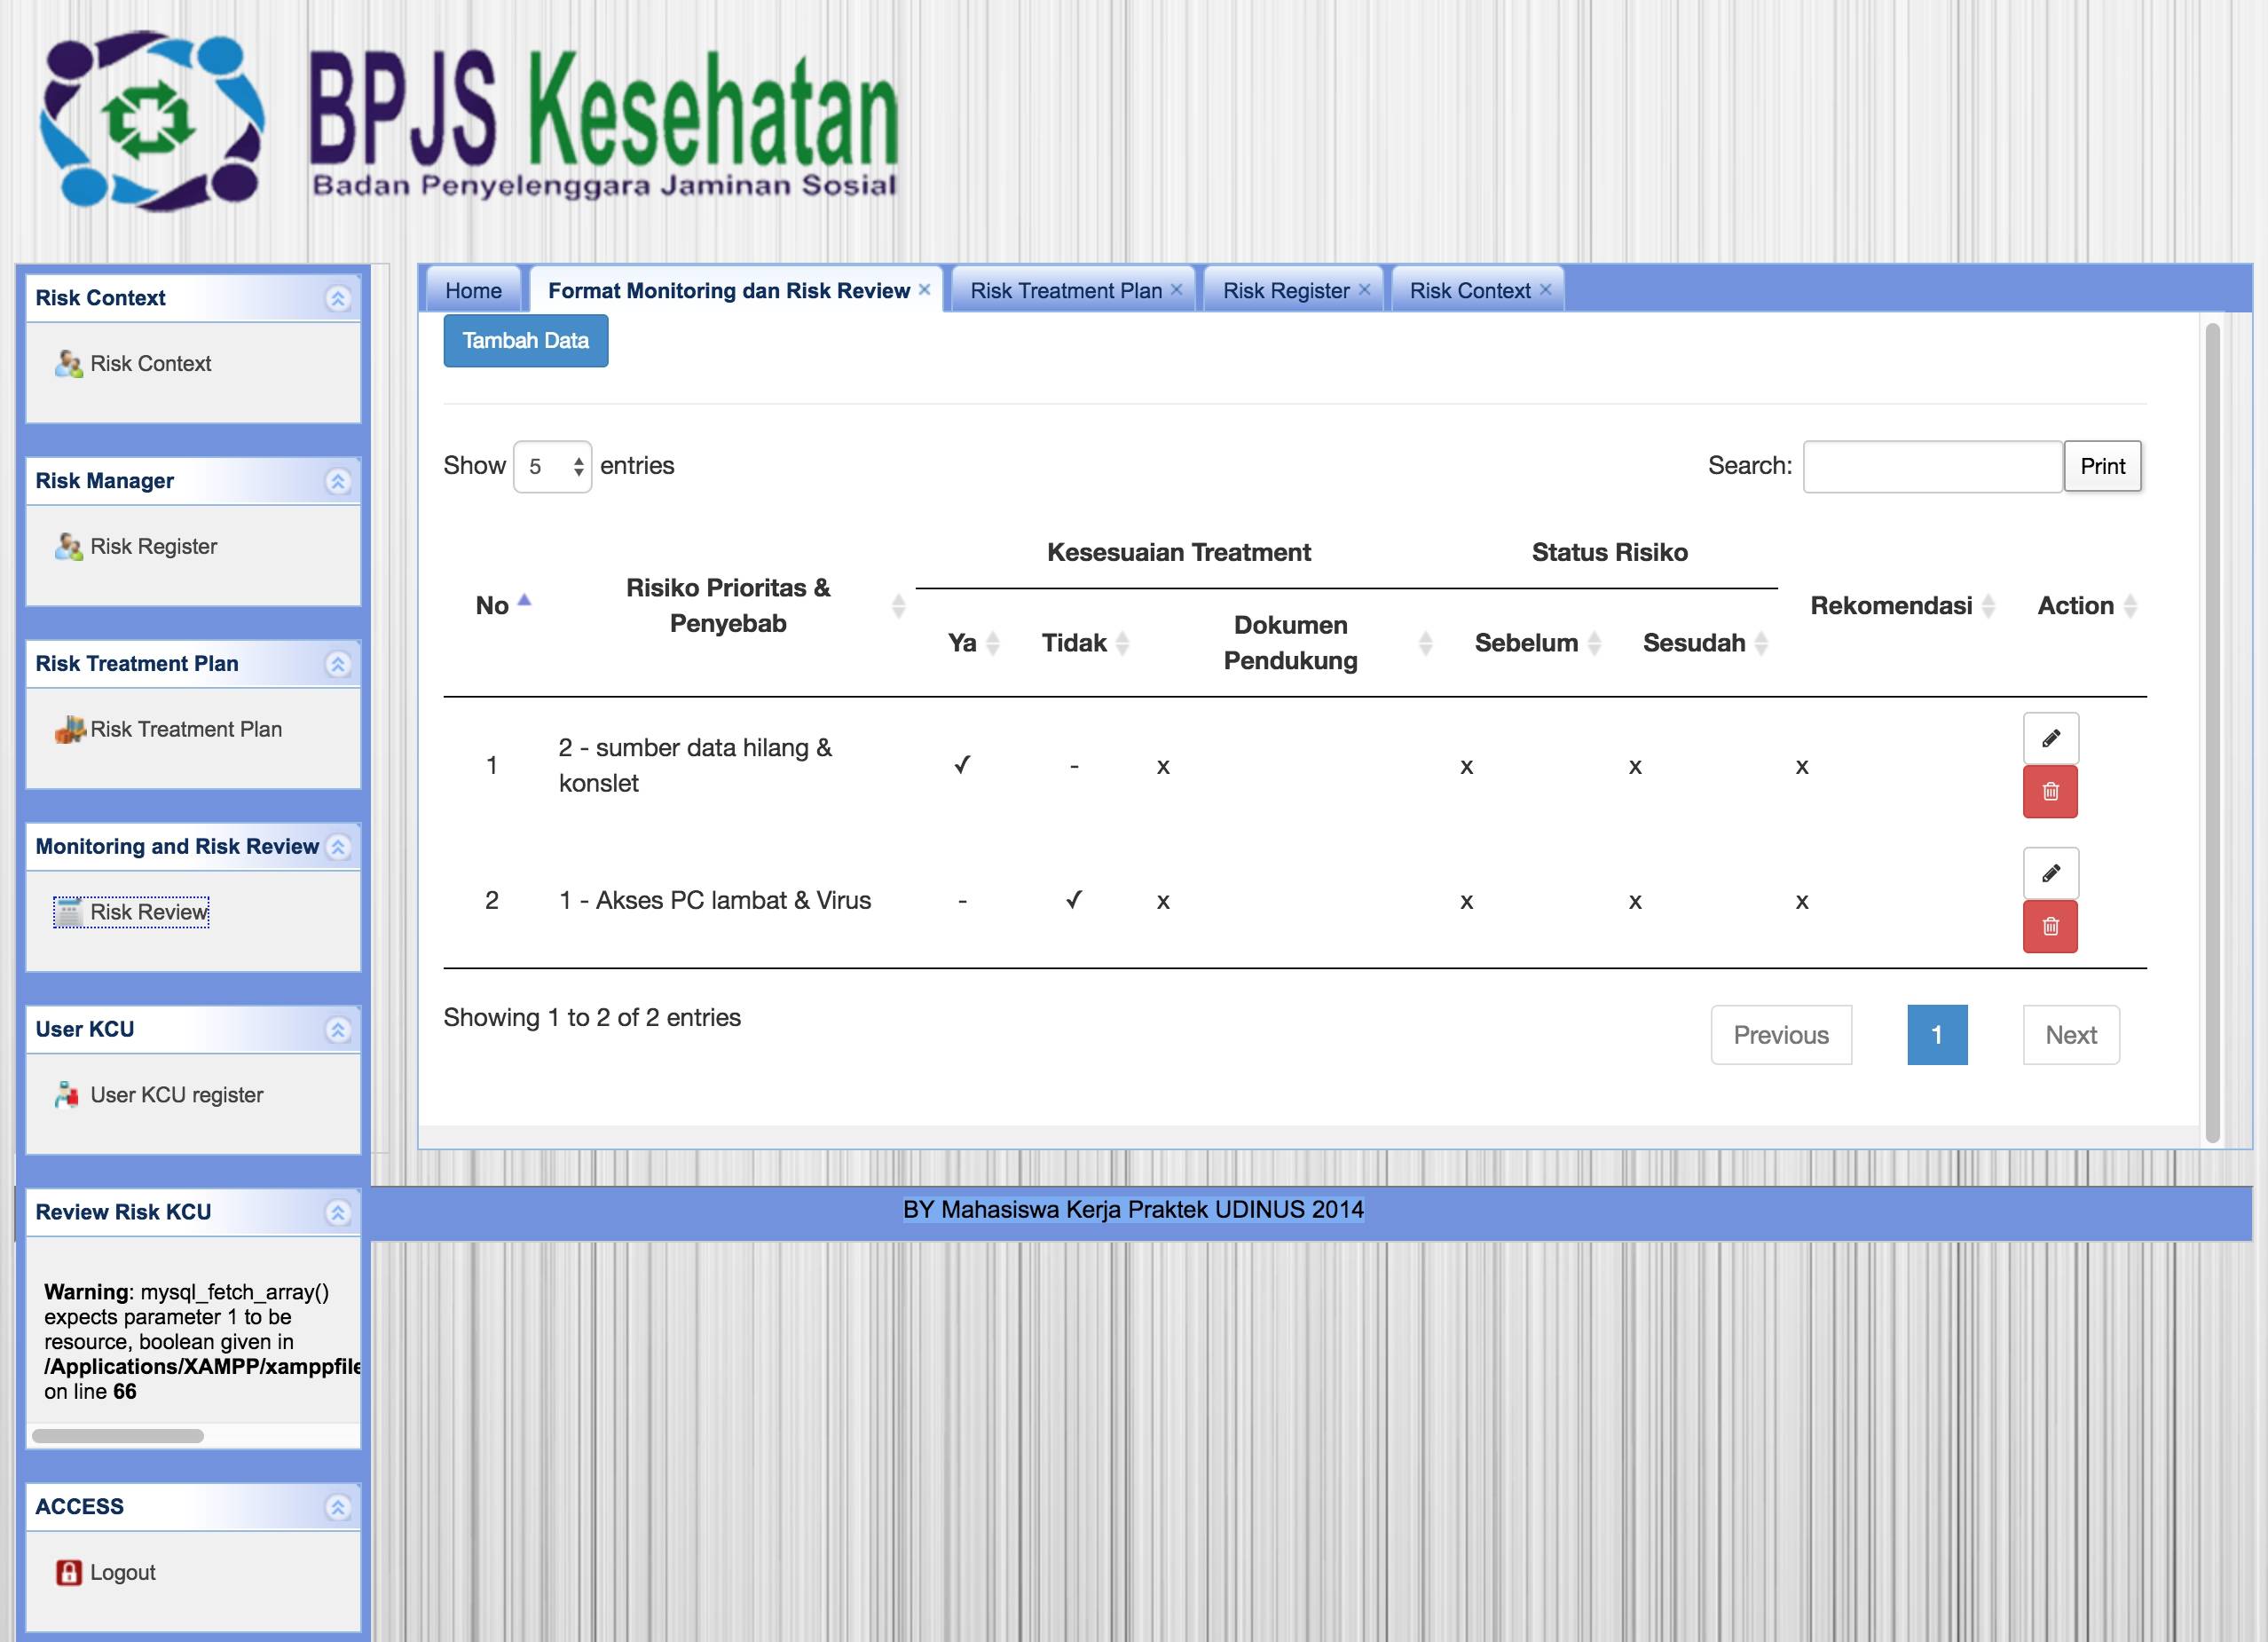 BPJS Kesehatan
Badan Penyelenggara Jaminan Sosial
Risk Context
Risk Context
Risk Manager
Risk Register
Risk Treatment Plan
Risk Treatment Plan
Monitoring and Risk Review
Risk Review
User KCU
User KCU register
Review Risk KCU
Warning: mysql_fetch_array()
expects parameter 1 to be
resource, boolean given in
/Applications/XAMPP/xamppfile
on line 66
ACCESS
Logout
Home Format Monitoring dan Risk Review × Risk Treatment Plan × Risk Register × Risk Context ×
Tambah Data
Show 5 entries Search: Print
Kesesuaian Treatment Status Risiko
No Risiko Prioritas & Penyebab Ya Tidak Dokumen Pendukung Sebelum Sesudah Rekomendasi Action
1 2 - sumber data hilang & ✓ - x x x x
konslet
2 1 - Akses PC lambat & Virus - ✓ x x x x
Showing 1 to 2 of 2 entries Previous 1 Next
BY Mahasiswa Kerja Praktek UDINUS 2014